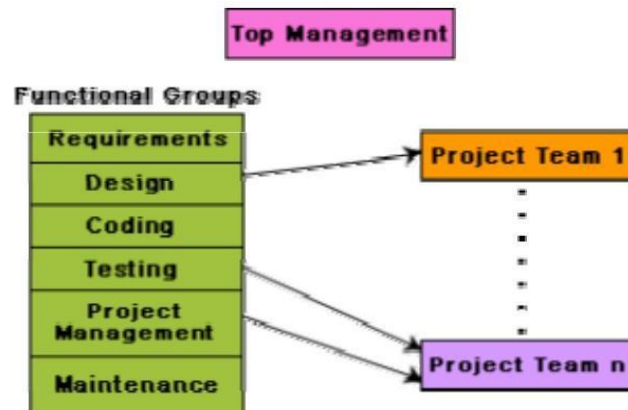 Top Management
Functional Groups
Requirements
Design
Coding
Testing
Project
Management
Maintenance
Project Team 1
Project Team n